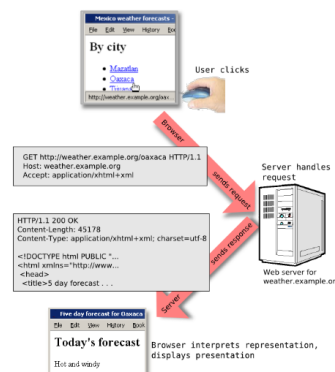 Mexico weather forecasts -
File Edit View History Boo
By city
Mazatlan
Oaxaca
http://weather.example.org/oax
User clicks
Browser
sends request
GET http://weather.example.org/oaxaca HTTP/1.1
Host: weather.example.org
Accept: application/xhtml+xml
Server handles
request
HTTP/1.1 200 OK
Content-Length: 45178
Content-Type: application/xhtml+xml; charset=utf-8
<!DOCTYPE html PUBLIC "...
<html xmlns="http://www...
<head>
<title>5 day forecast . . .
Web server for
weather.example.or
Server
sends response
Five day forecast for Oaxaca
File Edit View History Book
Today's forecast
Hot and windy
Browser interprets representation,
displays presentation